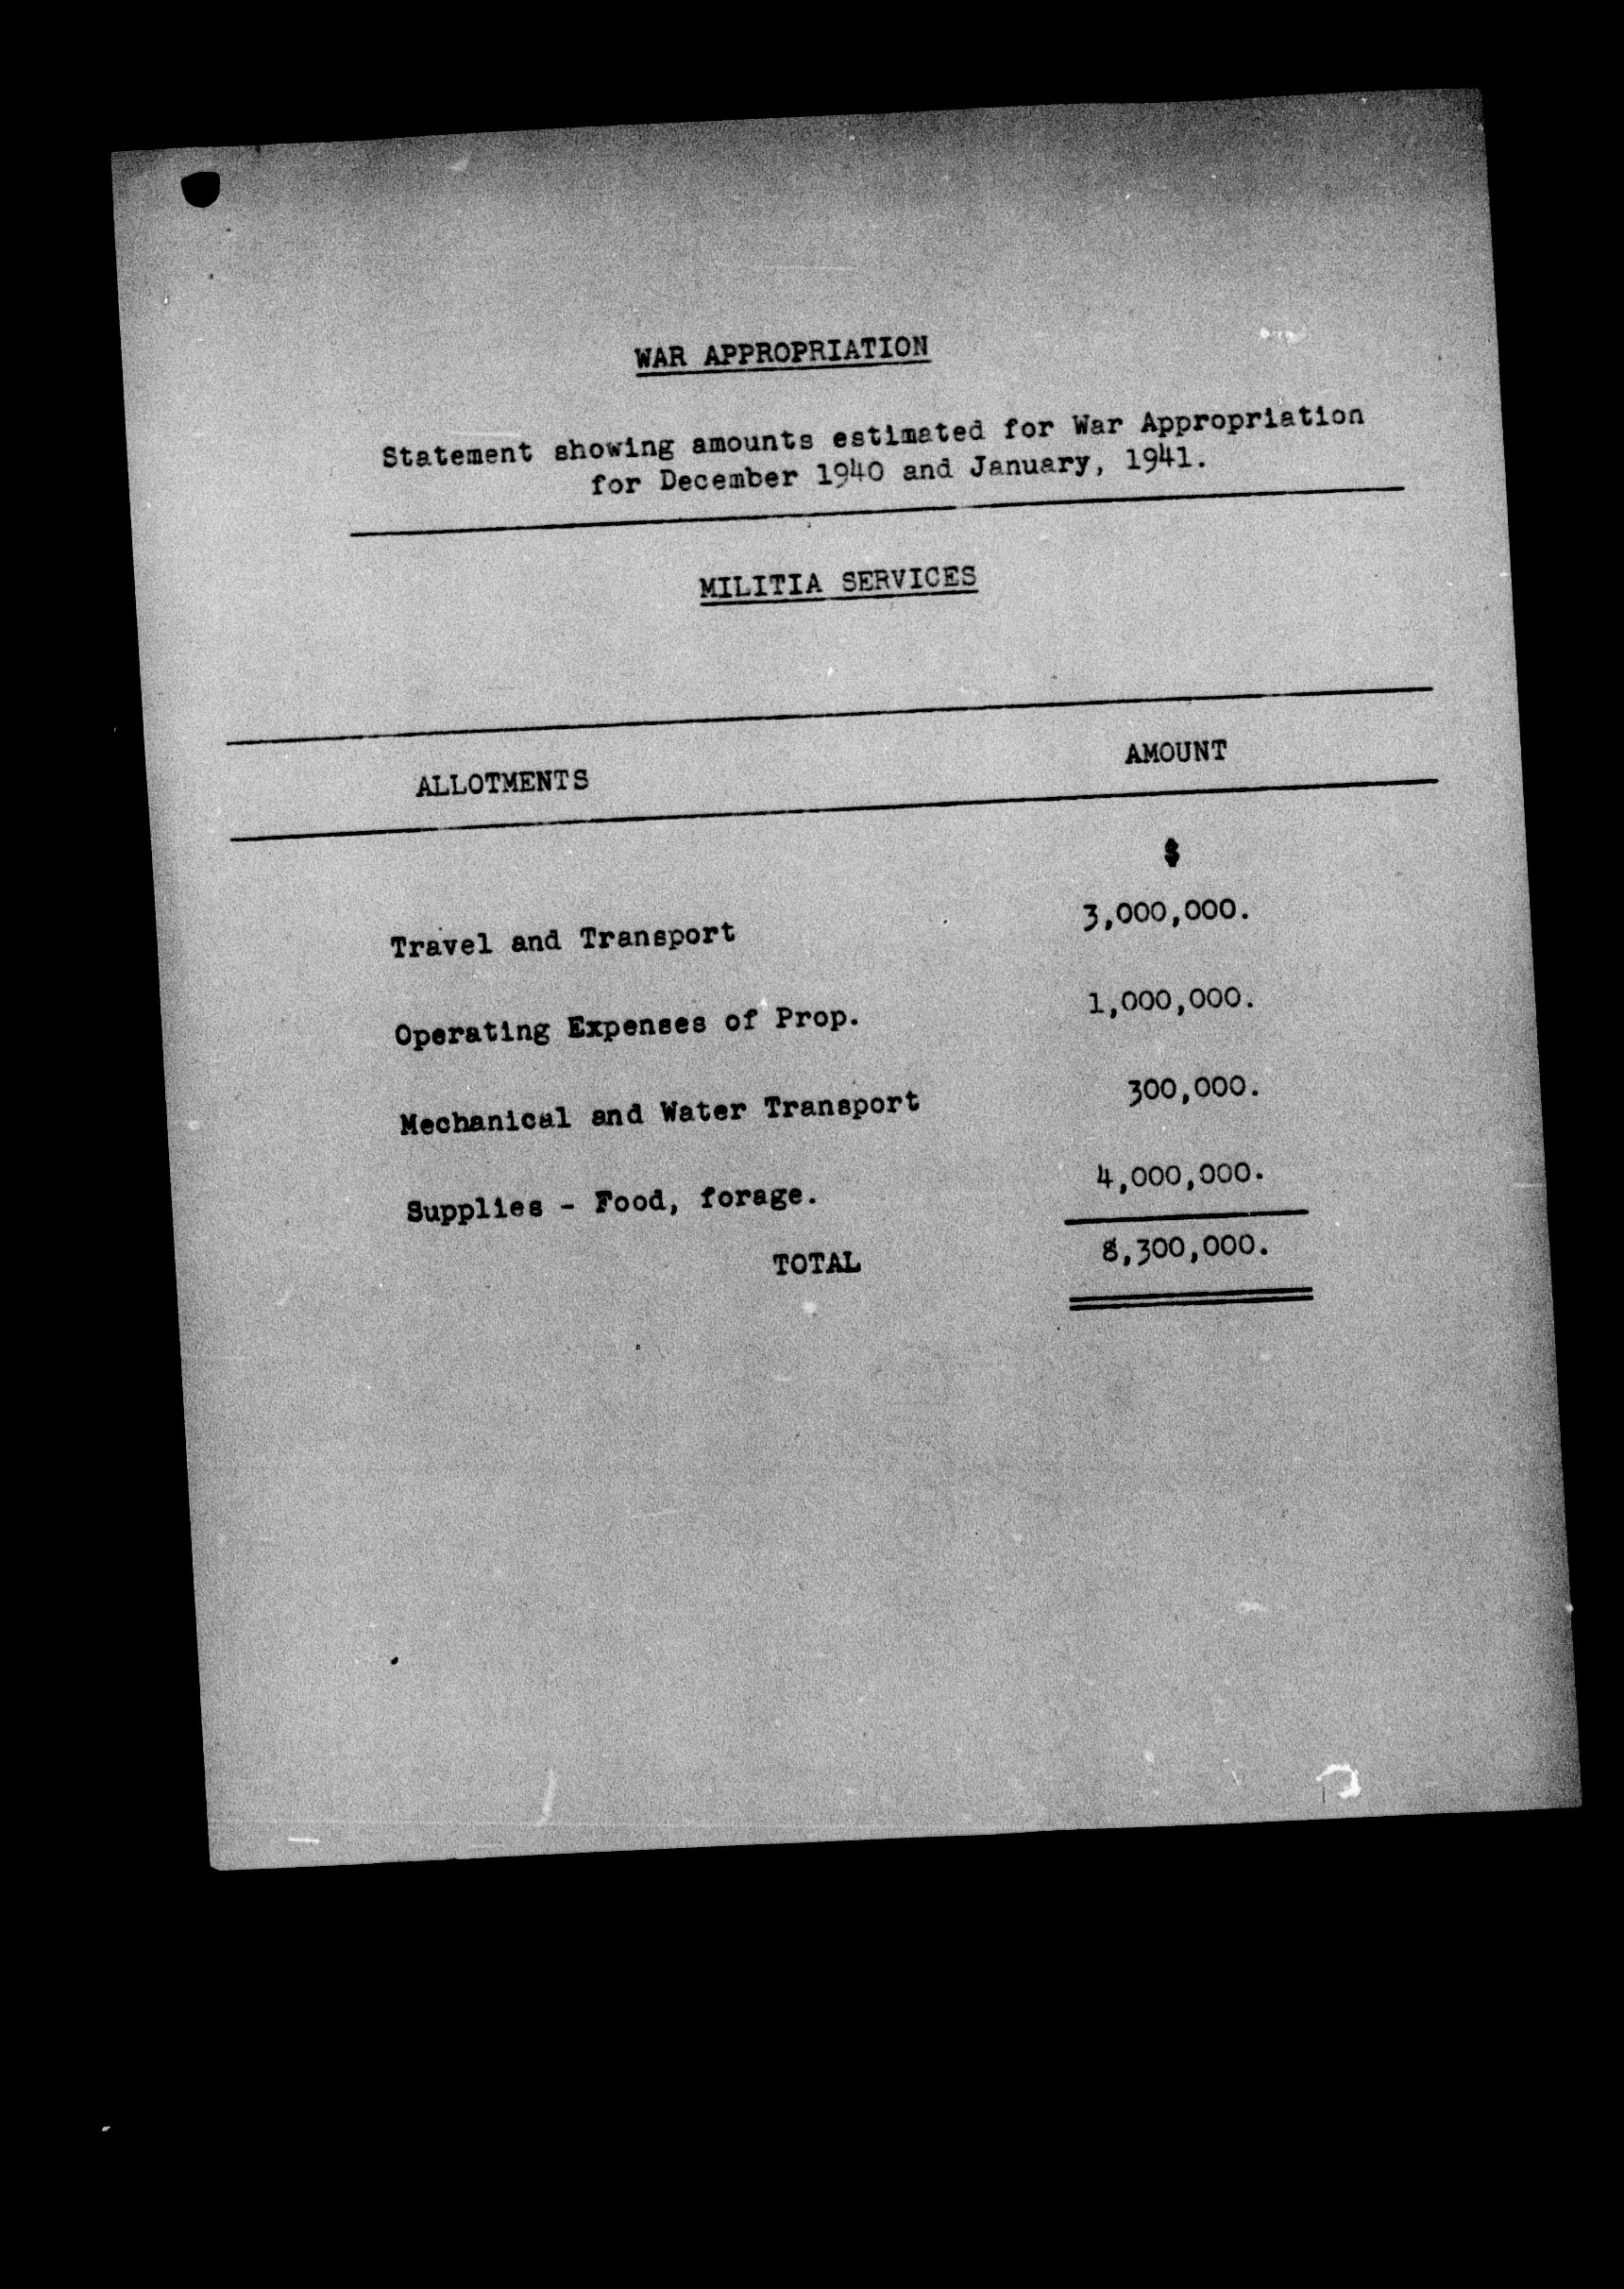 WAR APPROPRIATION
Statement showing amounts estimated for War Appropriation
for December 1940 and January, 1941.
MILITIA SERVICES
ALLOTMENTS AMOUNT
$
Travel and Transport 3,000,000.
Operating Expenses of Prop. 1,000,000.
Mechanical and Water Transport 300,000.
Supplies - Food, forage. 4,000,000.
TOTAL 8,300,000.